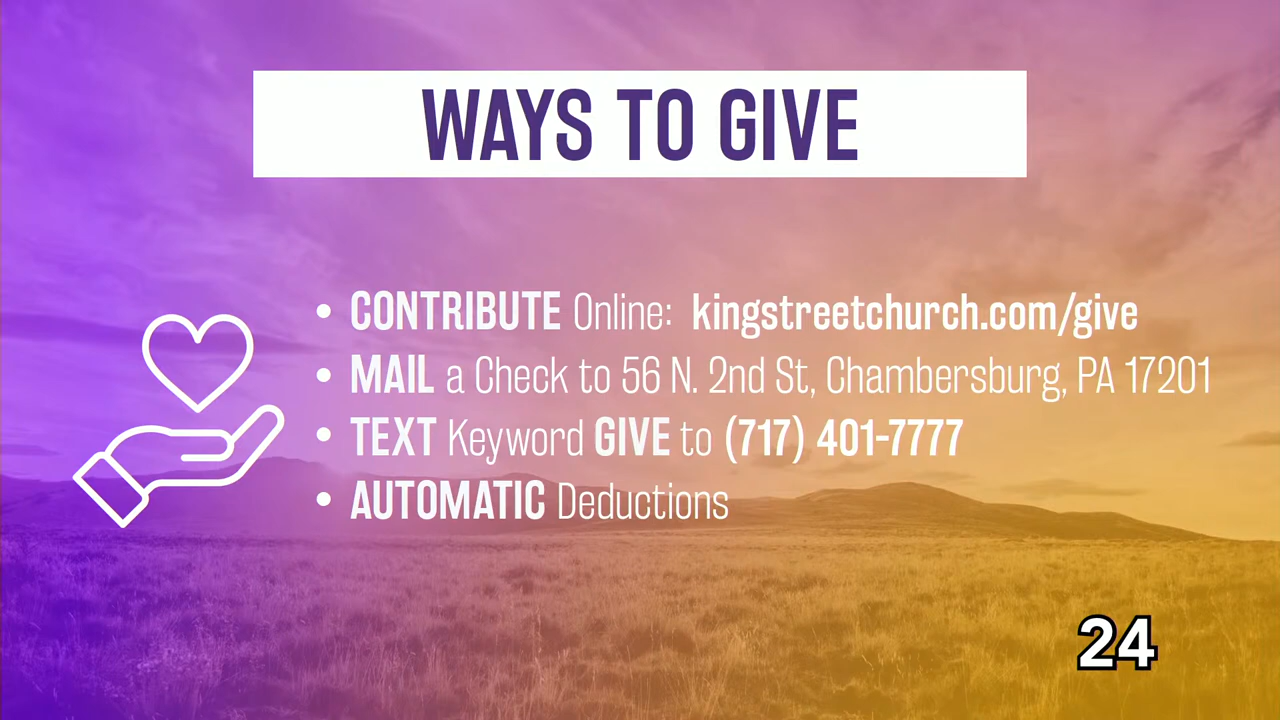 WAYS TO GIVE
• CONTRIBUTE Online: kingstreetchurch.com/give
• MAIL a Check to 56 N. 2nd St, Chambersburg, PA 17201
• TEXT Keyword GIVE to (717) 401-7777
• AUTOMATIC Deductions
24